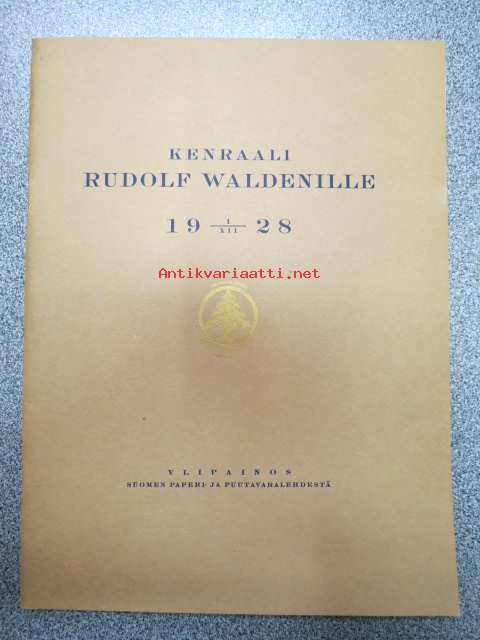 KENRAALI
RUDOLF WALDENILLE
19 1/XII 28
Antikvariaatti.net
YLIPAINOS
SUOMEN PAPERI- JA PUUTAVARALEHDESTÄ